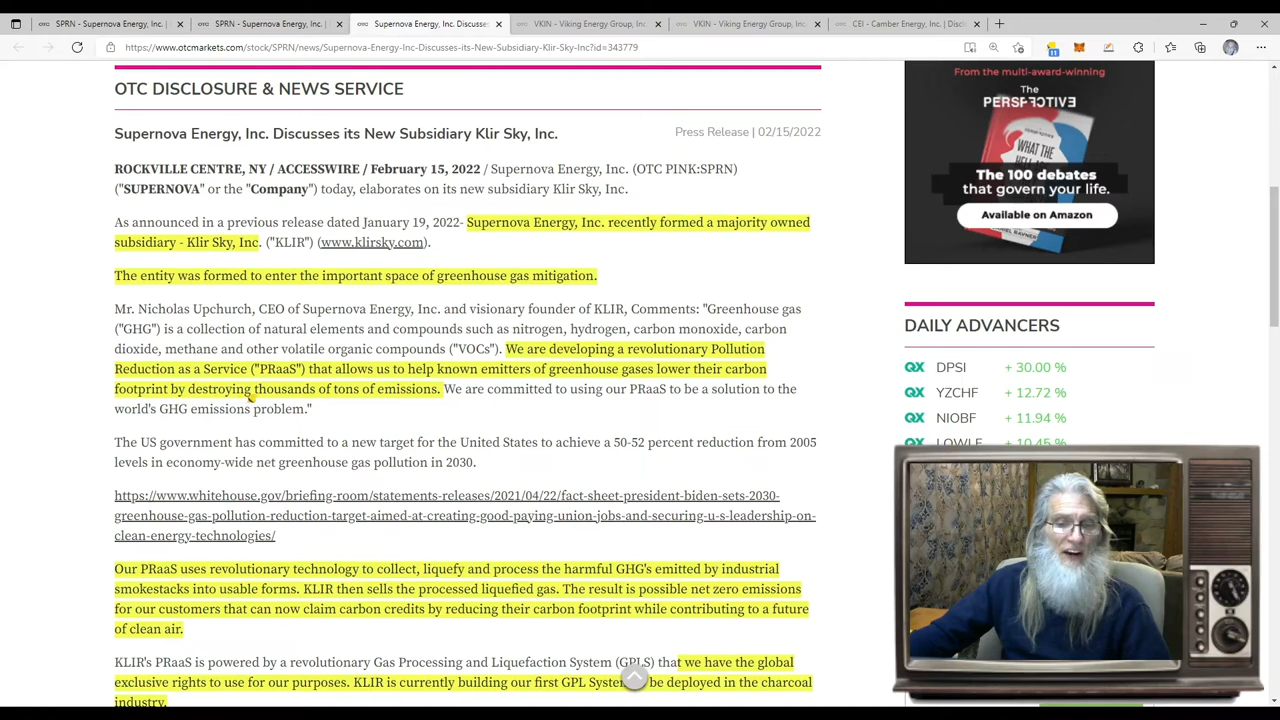 SPRN - Supernova Energy, Inc. |
SPRN - Supernova Energy, Inc. |
Supernova Energy, Inc. Discusses
VKIN - Viking Energy Group, Inc.
VKIN - Viking Energy Group, Inc.
CEI - Camber Energy, Inc. | Discl
https://www.otcmarkets.com/stock/SPRN/news/Supernova-Energy-Inc-Discusses-its-New-Subsidiary-Klir-Sky-Inc?id=343779
11
OTC DISCLOSURE & NEWS SERVICE
Supernova Energy, Inc. Discusses its New Subsidiary Klir Sky, Inc.
Press Release | 02/15/2022
ROCKVILLE CENTRE, NY / ACCESSWIRE / February 15, 2022 / Supernova Energy, Inc. (OTC PINK:SPRN)
("SUPERNOVA" or the "Company") today, elaborates on its new subsidiary Klir Sky, Inc.
As announced in a previous release dated January 19, 2022- Supernova Energy, Inc. recently formed a majority owned
subsidiary - Klir Sky, Inc. ("KLIR") (www.klirsky.com).
The entity was formed to enter the important space of greenhouse gas mitigation.
Mr. Nicholas Upchurch, CEO of Supernova Energy, Inc. and visionary founder of KLIR, Comments: "Greenhouse gas
("GHG") is a collection of natural elements and compounds such as nitrogen, hydrogen, carbon monoxide, carbon
dioxide, methane and other volatile organic compounds ("VOCs"). We are developing a revolutionary Pollution
Reduction as a Service ("PRaaS") that allows us to help known emitters of greenhouse gases lower their carbon
footprint by destroying thousands of tons of emissions. We are committed to using our PRaaS to be a solution to the
world's GHG emissions problem."
The US government has committed to a new target for the United States to achieve a 50-52 percent reduction from 2005
levels in economy-wide net greenhouse gas pollution in 2030.
https://www.whitehouse.gov/briefing-room/statements-releases/2021/04/22/fact-sheet-president-biden-sets-2030-
greenhouse-gas-pollution-reduction-target-aimed-at-creating-good-paying-union-jobs-and-securing-u-s-leadership-on-
clean-energy-technologies/
Our PRaaS uses revolutionary technology to collect, liquefy and process the harmful GHG's emitted by industrial
smokestacks into usable forms. KLIR then sells the processed liquefied gas. The result is possible net zero emissions
for our customers that can now claim carbon credits by reducing their carbon footprint while contributing to a future
of clean air.
KLIR's PRaaS is powered by a revolutionary Gas Processing and Liquefaction System (GPLS) that we have the global
exclusive rights to use for our purposes. KLIR is currently building our first GPL System be deployed in the charcoal
industry.
From the multi-award-winning
The
PERSPECTIVE
WHAT THE
The 100 debates
that govern your life.
Available on Amazon
DAILY ADVANCERS
QX DPSI + 30.00 %
QX YZCHF + 12.72 %
QX NIOBF + 11.94 %
QX LOWLF + 10.45 %